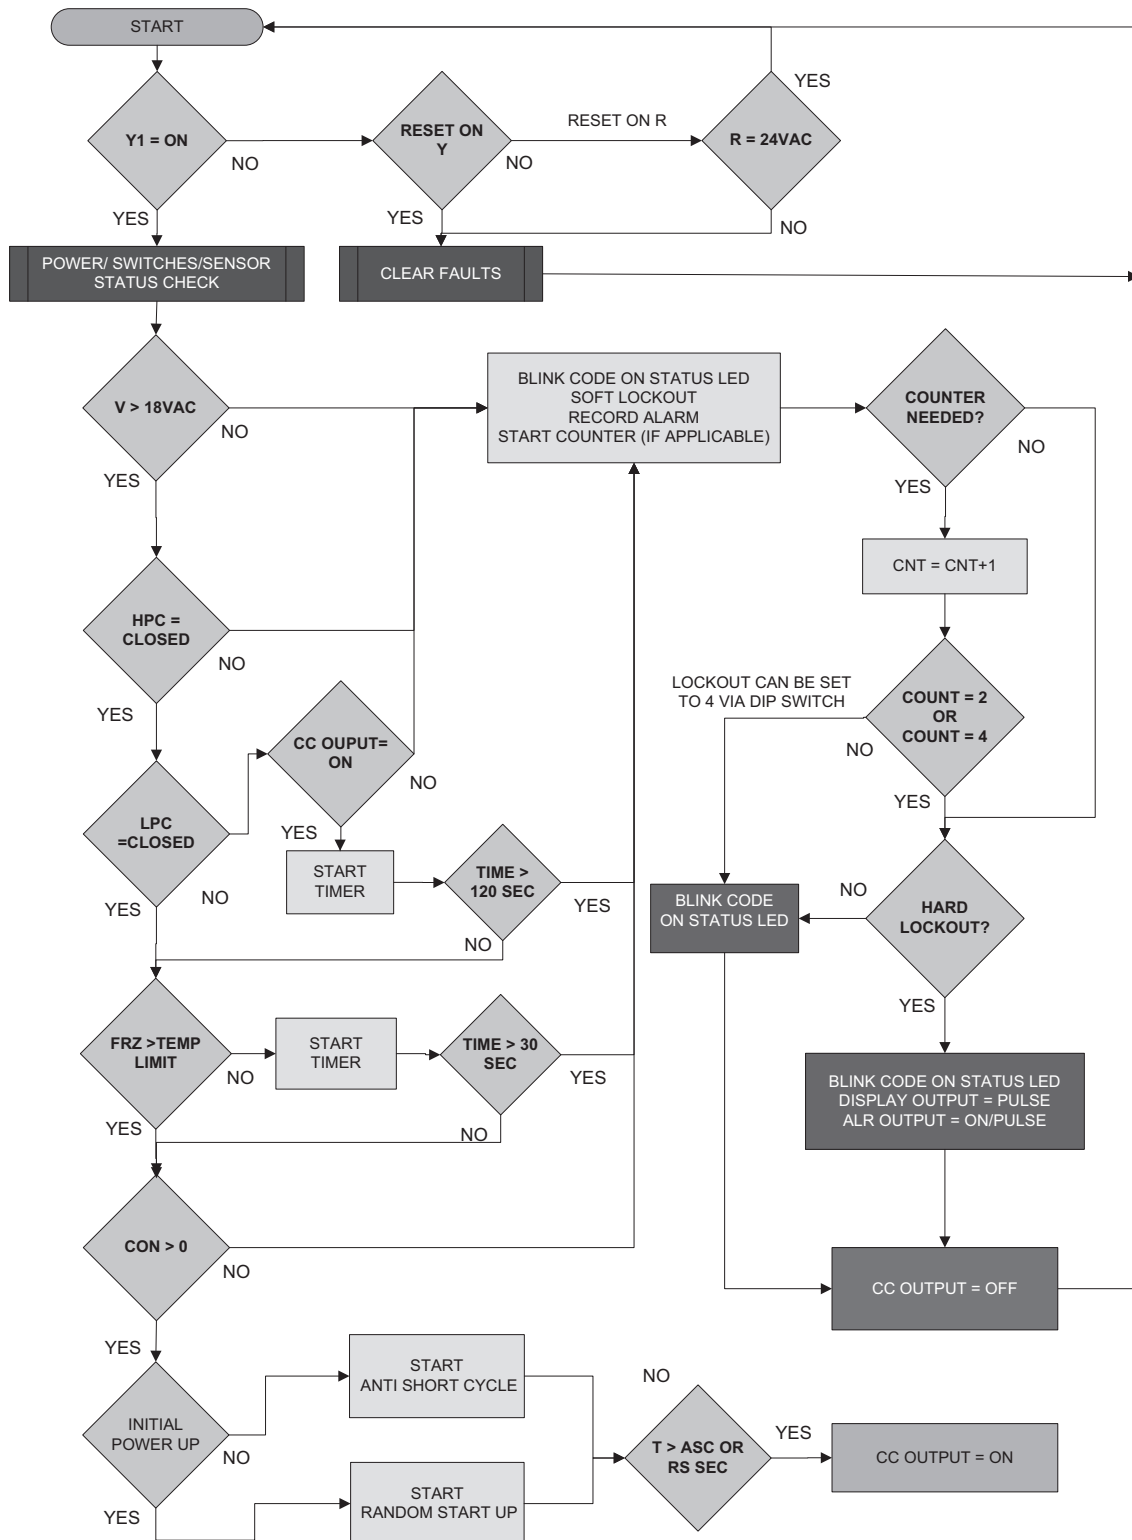 START
YES
Y1 = ON
NO
RESET ON
Y
NO
RESET ON R
R = 24VAC
YES
YES
NO
POWER/ SWITCHES/SENSOR
STATUS CHECK
CLEAR FAULTS
V > 18VAC
NO
YES
BLINK CODE ON STATUS LED
SOFT LOCKOUT
RECORD ALARM
START COUNTER (IF APPLICABLE)
COUNTER
NEEDED?
NO
YES
CNT = CNT+1
HPC =
CLOSED
NO
YES
LOCKOUT CAN BE SET
TO 4 VIA DIP SWITCH
COUNT = 2
OR
COUNT = 4
NO
YES
CC OUPUT=
ON
NO
YES
LPC
=CLOSED
NO
YES
START
TIMER
TIME >
120 SEC
YES
NO
BLINK CODE
ON STATUS LED
NO
HARD
LOCKOUT?
YES
FRZ >TEMP
LIMIT
NO
YES
START
TIMER
TIME > 30
SEC
YES
NO
BLINK CODE ON STATUS LED
DISPLAY OUTPUT = PULSE
ALR OUTPUT = ON/PULSE
CON > 0
NO
YES
CC OUTPUT = OFF
INITIAL
POWER UP
NO
YES
START
ANTI SHORT CYCLE
START
RANDOM START UP
NO
T > ASC OR
RS SEC
YES
CC OUTPUT = ON